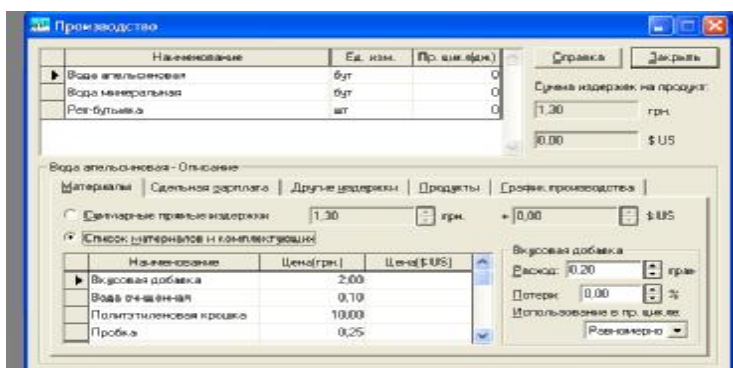 Производство
Наименование Ед. изм. Пр. цикл(дн.)
Справка Закрыть
Вода апельсиновая бут 0
Вода минеральная бут 0
Рет-бутылка шт 0
Сумма издержек на продукт:
1,30 грн.
0,00 $ US
Вода апельсиновая - Описание
Материалы Сдельная зарплата Другие издержки Продукты График производства
Суммарные прямые издержки 1,30 грн. + 0,00 $ US
Список материалов и комплектующих
Наименование Цена(грн.) Цена($ US)
Вкусовая добавка 2,00
Вода очищенная 0,10
Полиэтиленовая крошка 10,00
Пробка 0,25
Вкусовая добавка
Расход: 0,20 грам
Потери: 0,00 %
Использование в пр. цикле:
Равномерно